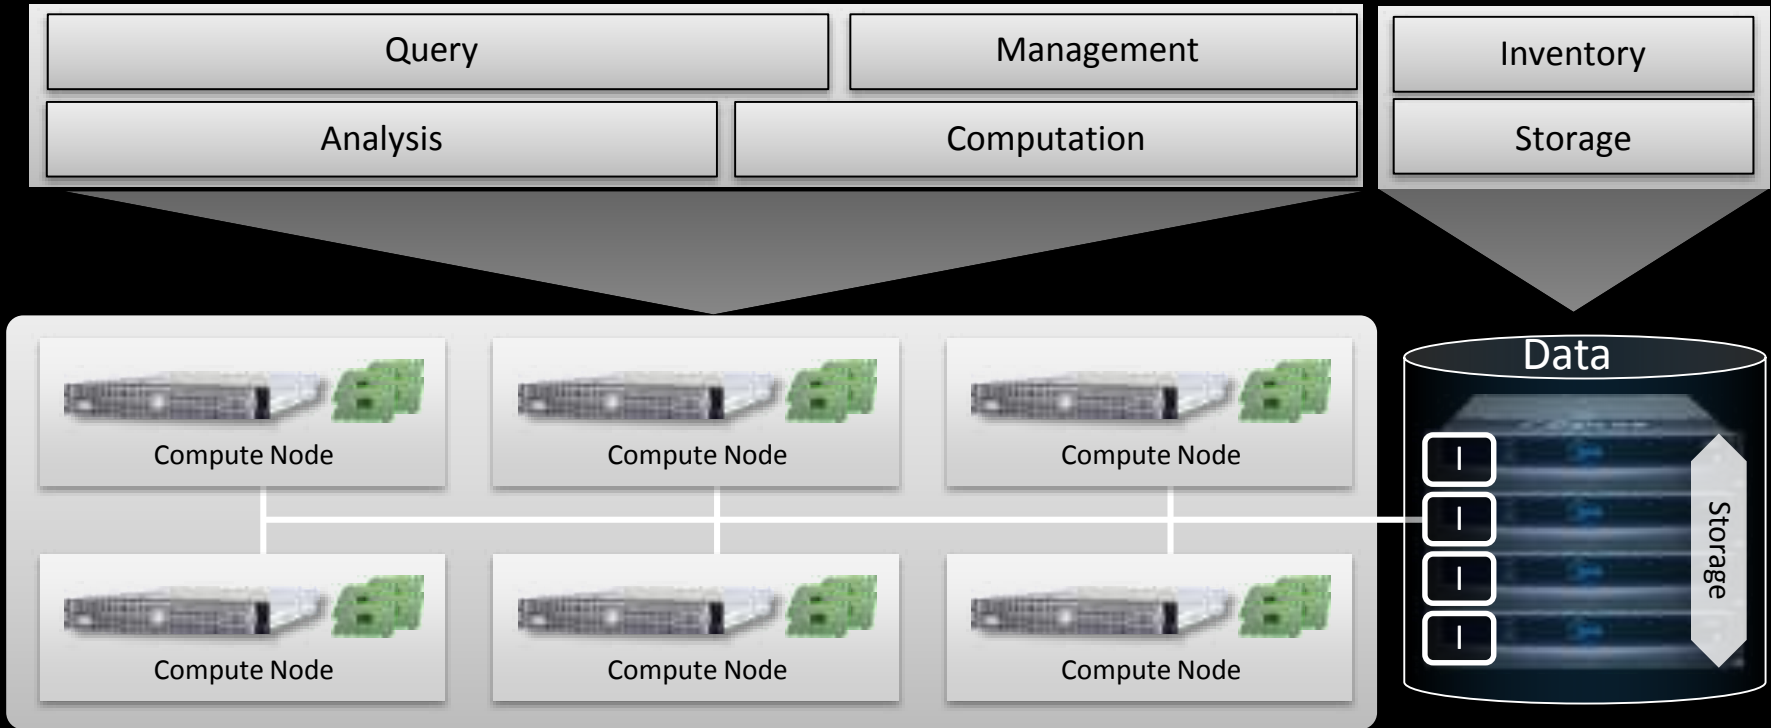 Query
Management
Inventory
Analysis
Computation
Storage
Data
Compute Node
Compute Node
Compute Node
I
I
I
I
Storage
Compute Node
Compute Node
Compute Node